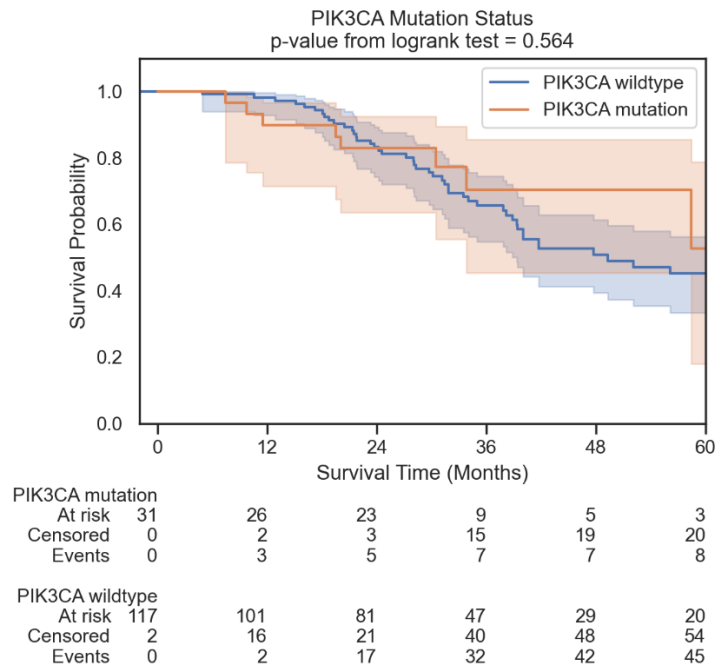 PIK3CA Mutation Status
p-value from logrank test = 0.564
PIK3CA wildtype
PIK3CA mutation
Survival Probability
1.0
0.8
0.6
0.4
0.2
0.0
0 12 24 36 48 60
Survival Time (Months)
PIK3CA mutation
At risk 31 26 23 9 5 3
Censored 0 2 3 15 19 20
Events 0 3 5 7 7 8
PIK3CA wildtype
At risk 117 101 81 47 29 20
Censored 2 16 21 40 48 54
Events 0 2 17 32 42 45